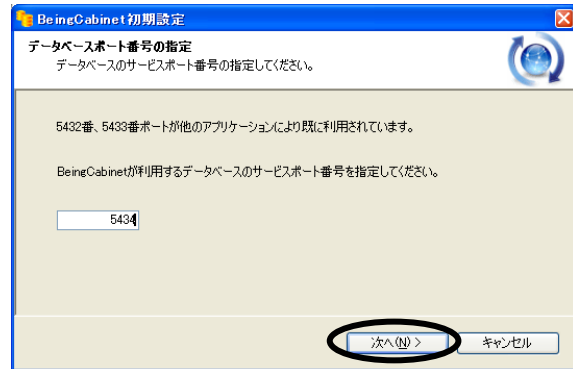 BeingCabinet初期設定
データベースポート番号の指定
データベースのサービスポート番号の指定してください。
5432番、5433番ポートが他のアプリケーションにより既に利用されています。
BeingCabinetが利用するデータベースのサービスポート番号を指定してください。
5434
次へ(N) >
キャンセル